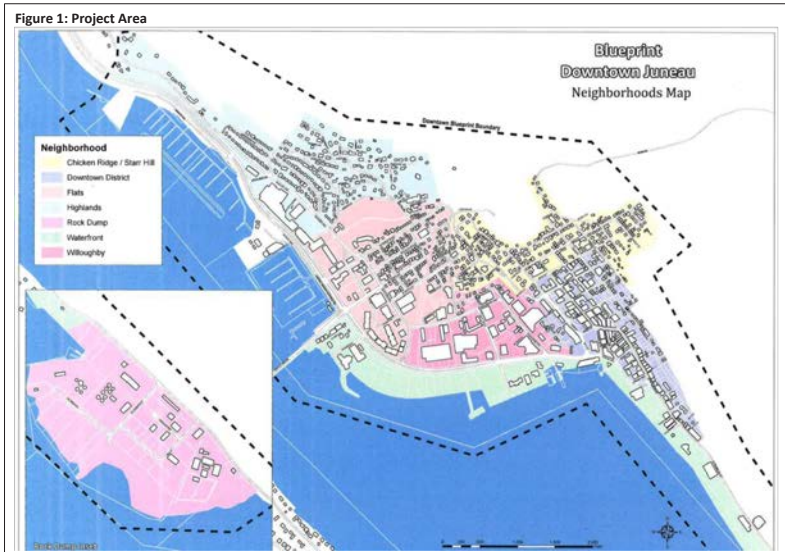 Figure 1: Project Area
Blueprint
Downtown Juneau
Neighborhoods Map
Downtown Blueprint Boundary
Neighborhood
Chicken Ridge / Starr Hill
Downtown District
Flats
Highlands
Rock Dump
Waterfront
Willoughby
Rock Dump Inset